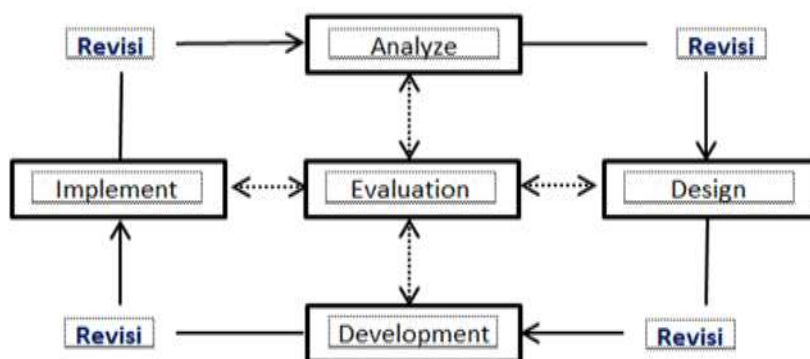 Revisi
Analyze
Revisi
Implement
Evaluation
Design
Revisi
Development
Revisi